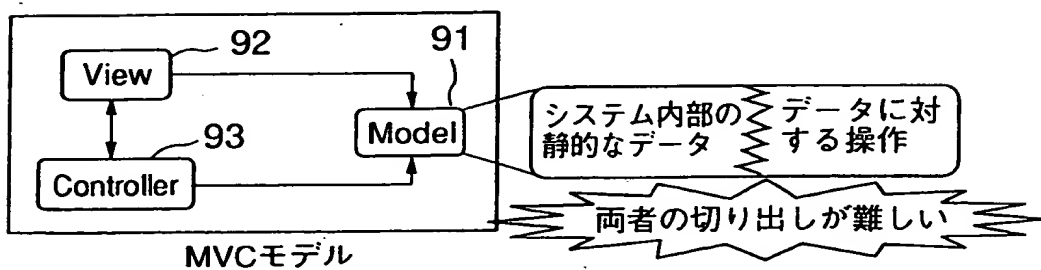 92
View
93
Controller
91
Model
システム内部の
静的なデータ
データに対
する操作
両者の切り出しが難しい
MVCモデル